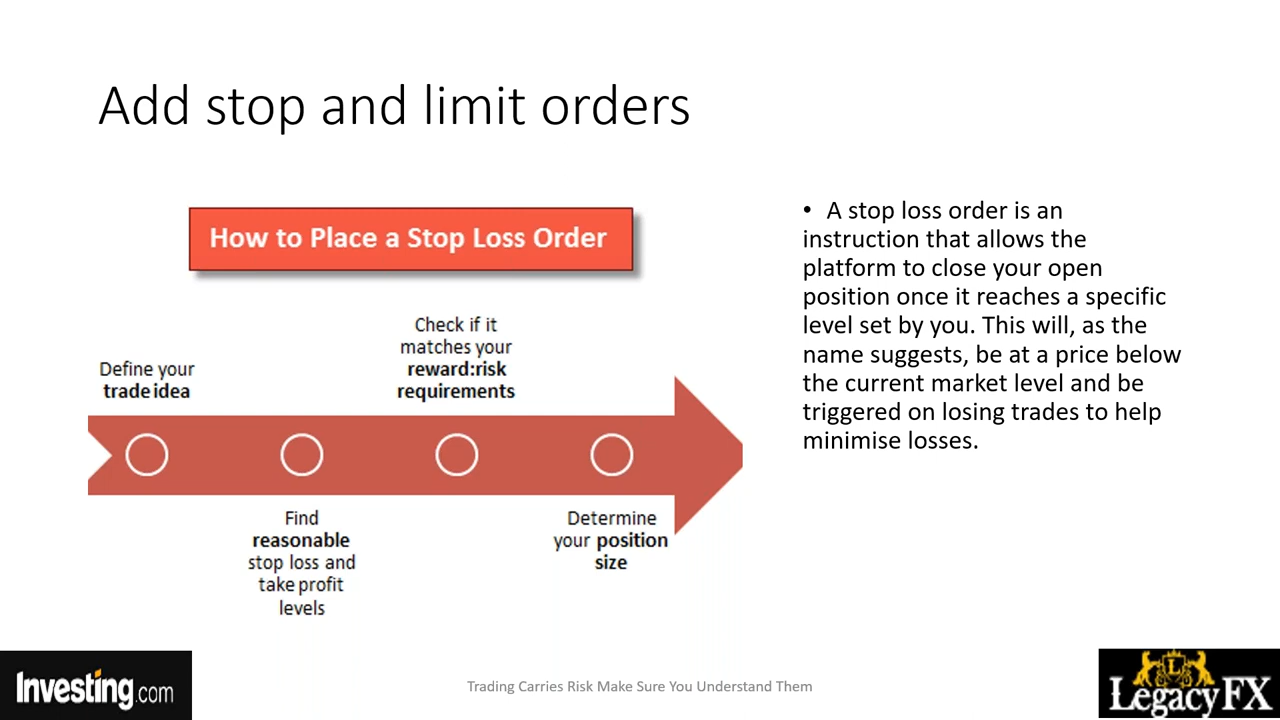 Add stop and limit orders
How to Place a Stop Loss Order
Define your
trade idea
Find
reasonable
stop loss and
take profit
levels
Check if it
matches your
reward:risk
requirements
Determine
your position
size
• A stop loss order is an
instruction that allows the
platform to close your open
position once it reaches a specific
level set by you. This will, as the
name suggests, be at a price below
the current market level and be
triggered on losing trades to help
minimise losses.
Investing.com
Trading Carries Risk Make Sure You Understand Them
LegacyFX